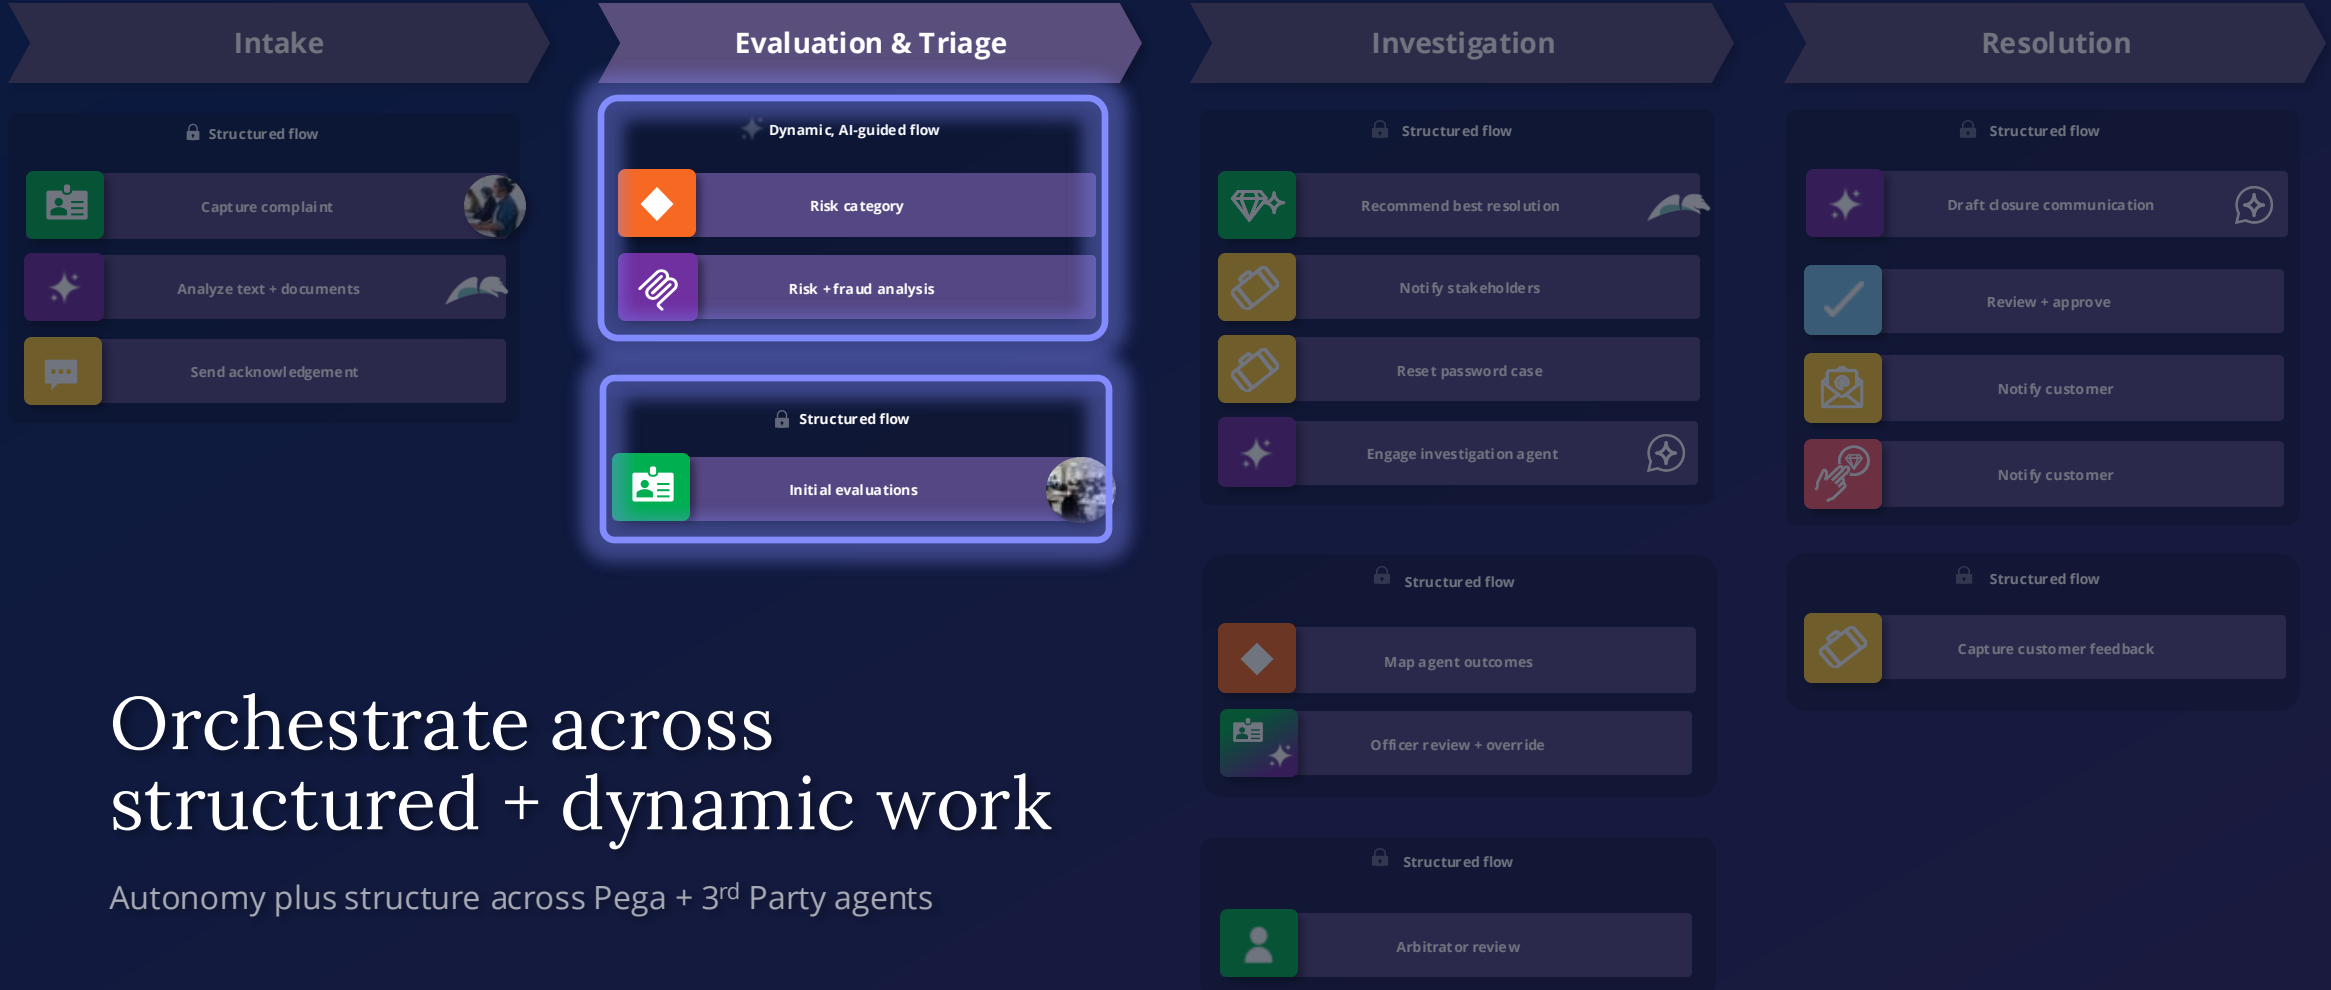 Intake
Structured flow
Capture complaint
Analyze text + documents
Send acknowledgement
Evaluation & Triage
Dynamic, AI-guided flow
Risk category
Risk + fraud analysis
Structured flow
Initial evaluations
Investigation
Structured flow
Recommend best resolution
Notify stakeholders
Reset password case
Engage investigation agent
Structured flow
Map agent outcomes
Officer review + override
Structured flow
Arbitrator review
Resolution
Structured flow
Draft closure communication
Review + approve
Notify customer
Notify customer
Structured flow
Capture customer feedback
Orchestrate across
structured + dynamic work
Autonomy plus structure across Pega + 3rd Party agents